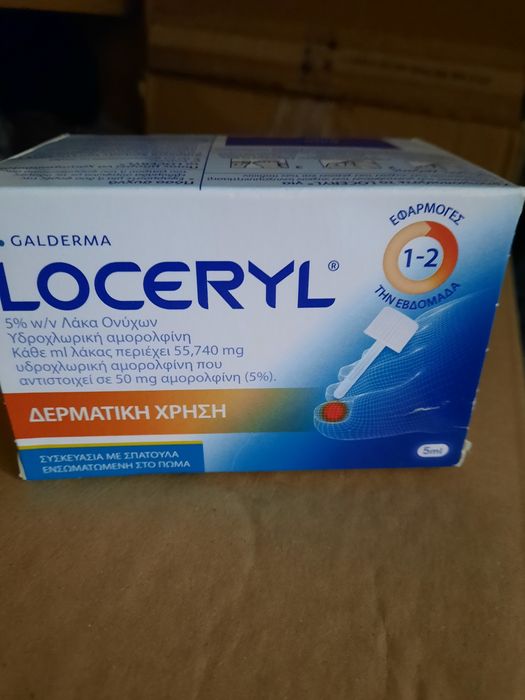 GALDERMA
LOCERYL®
5% w/v Λάκα Ονύχων
Υδροχλωρική αμορολφίνη
Κάθε ml λάκας περιέχει 55,740 mg
υδροχλωρική αμορολφίνη που
αντιστοιχεί σε 50 mg αμορολφίνη (5%).
ΔΕΡΜΑΤΙΚΗ ΧΡΗΣΗ
ΣΥΣΚΕΥΑΣΙΑ ΜΕ ΣΠΑΤΟΥΛΑ
ΕΝΣΩΜΑΤΩΜΕΝΗ ΣΤΟ ΠΩΜΑ
ΕΦΑΡΜΟΓΕΣ
1-2
ΤΗΝ ΕΒΔΟΜΑΔΑ
5ml